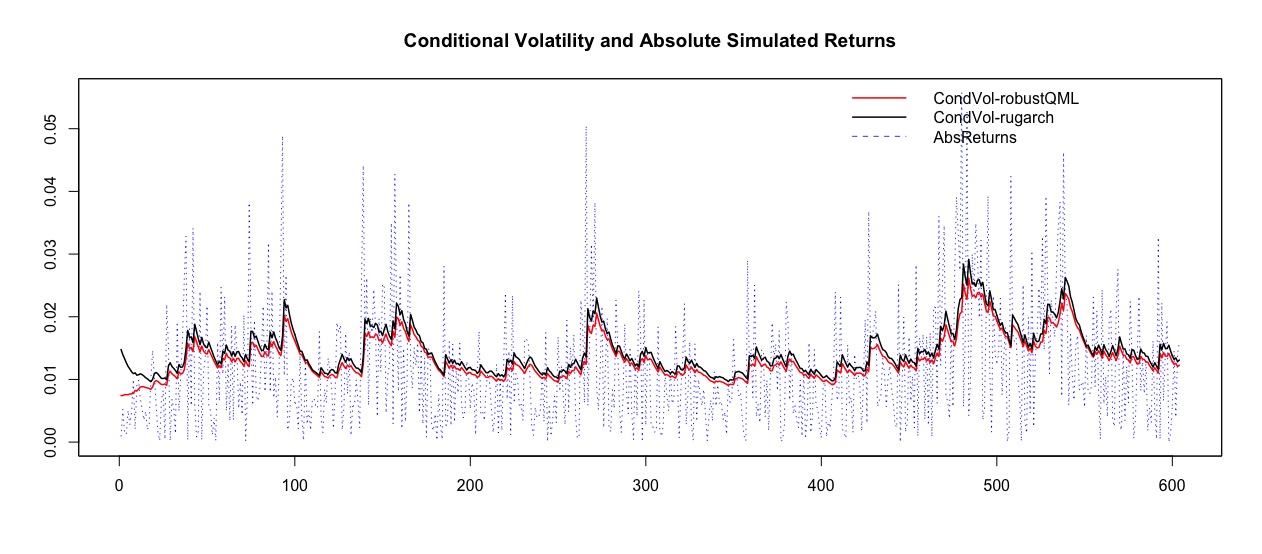 Conditional Volatility and Absolute Simulated Returns
CondVol-robustQML
CondVol-rugarch
AbsReturns
0.05
0.04
0.03
0.02
0.01
0.00
0 100 200 300 400 500 600